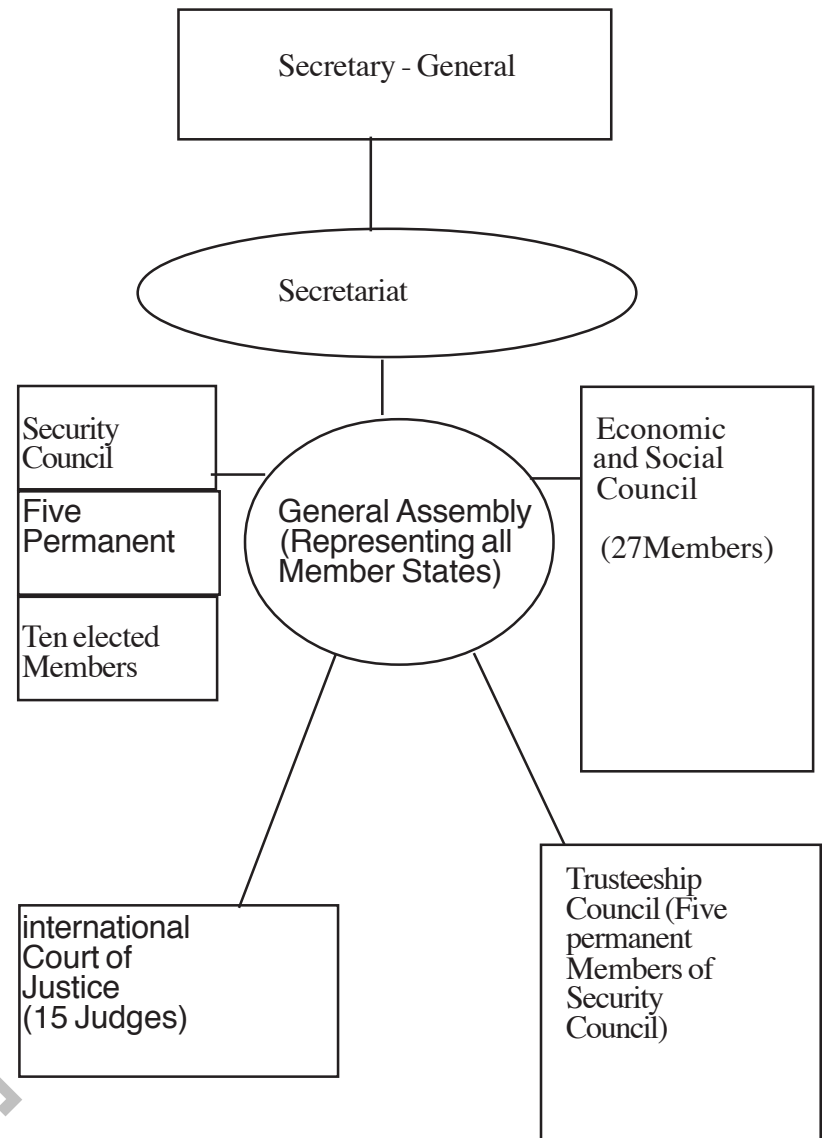 Secretary - General
Secretariat
Security
Council
Five
Permanent
Ten elected
Members
General Assembly
(Representing all
Member States)
Economic
and Social
Council
(27Members)
international
Court of
Justice
(15 Judges)
Trusteeship
Council (Five
permanent
Members of
Security
Council)